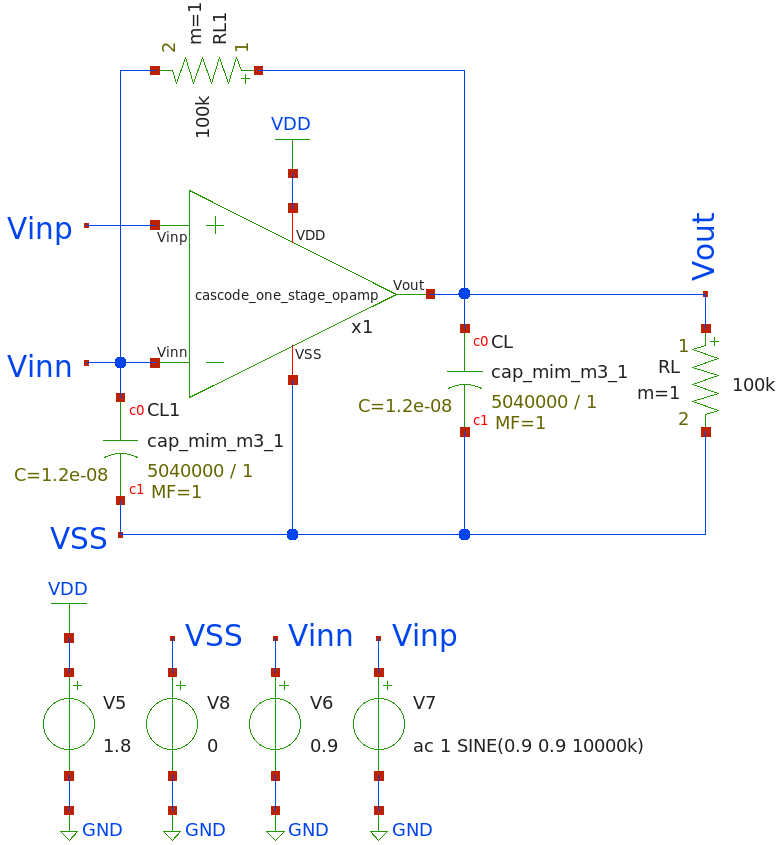 m=1
RL1
2
1
+
100k
VDD
Vinp
Vinp
+
VDD
cascode_one_stage_opamp
Vout
Vout
x1
Vinn
Vinn
−
VSS
c0 CL1
cap_mim_m3_1
C=1.2e-08
5040000 / 1
c1 MF=1
c0 CL
cap_mim_m3_1
C=1.2e-08
5040000 / 1
c1 MF=1
1
+
RL
m=1
100k
2
VSS
VDD
VSS
Vinn
Vinp
+
V5
1.8
GND
+
V8
0
GND
+
V6
0.9
GND
+
V7
ac 1 SINE(0.9 0.9 10000k)
GND